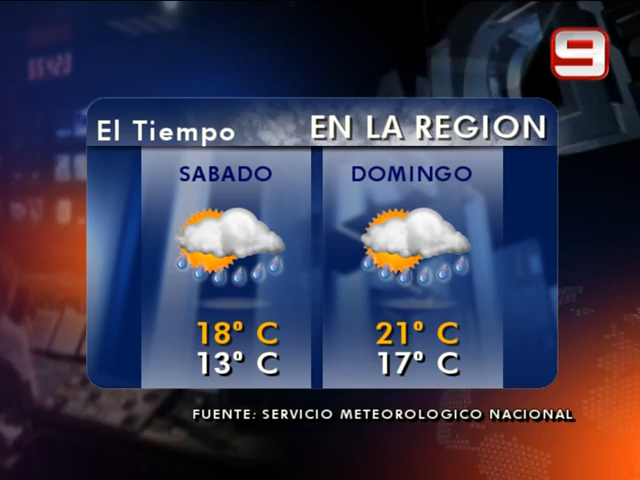 9
El Tiempo EN LA REGION
SABADO DOMINGO
18º C 21º C
13º C 17º C
FUENTE: SERVICIO METEOROLOGICO NACIONAL